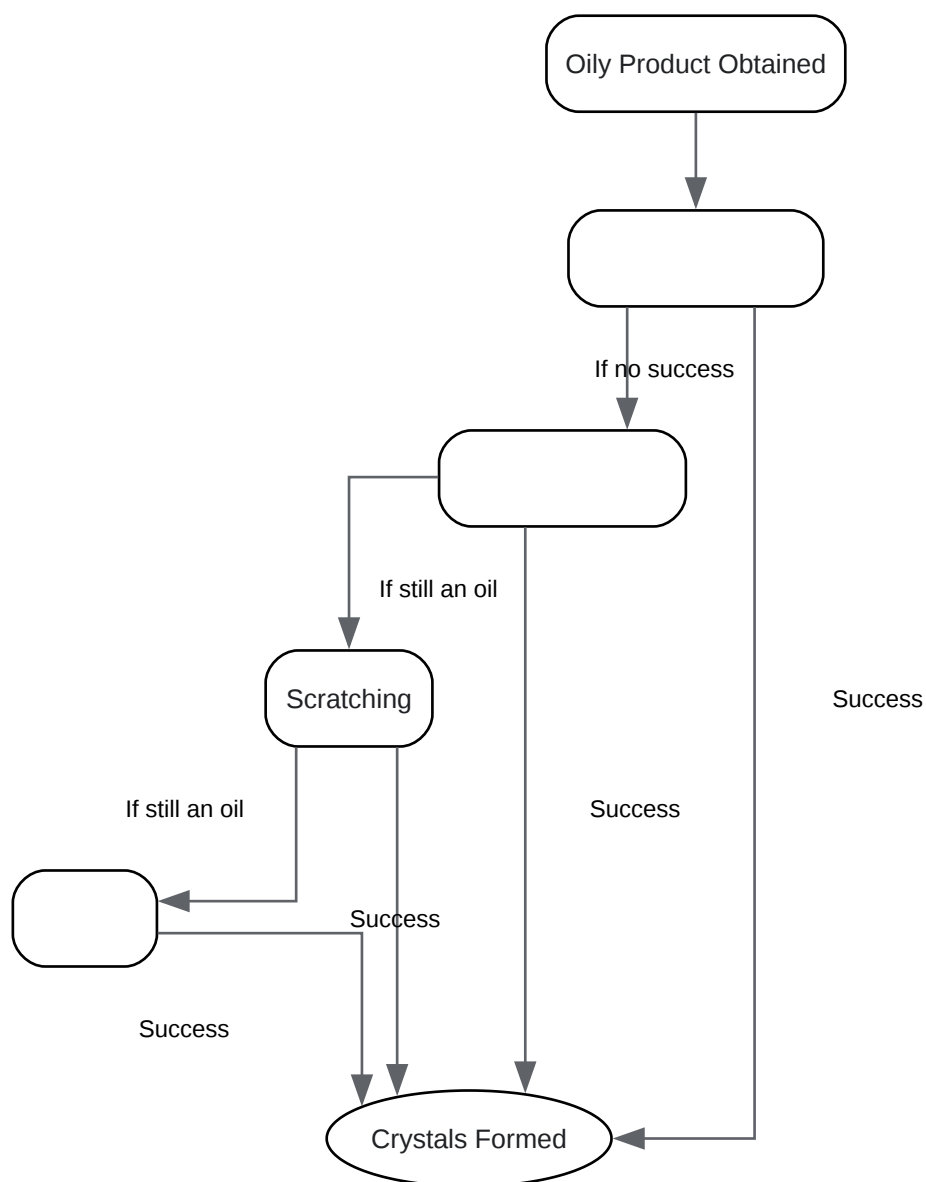 Oily Product Obtained
If no success
If still an oil
Scratching
Success
If still an oil
Success
Success
Success
Crystals Formed